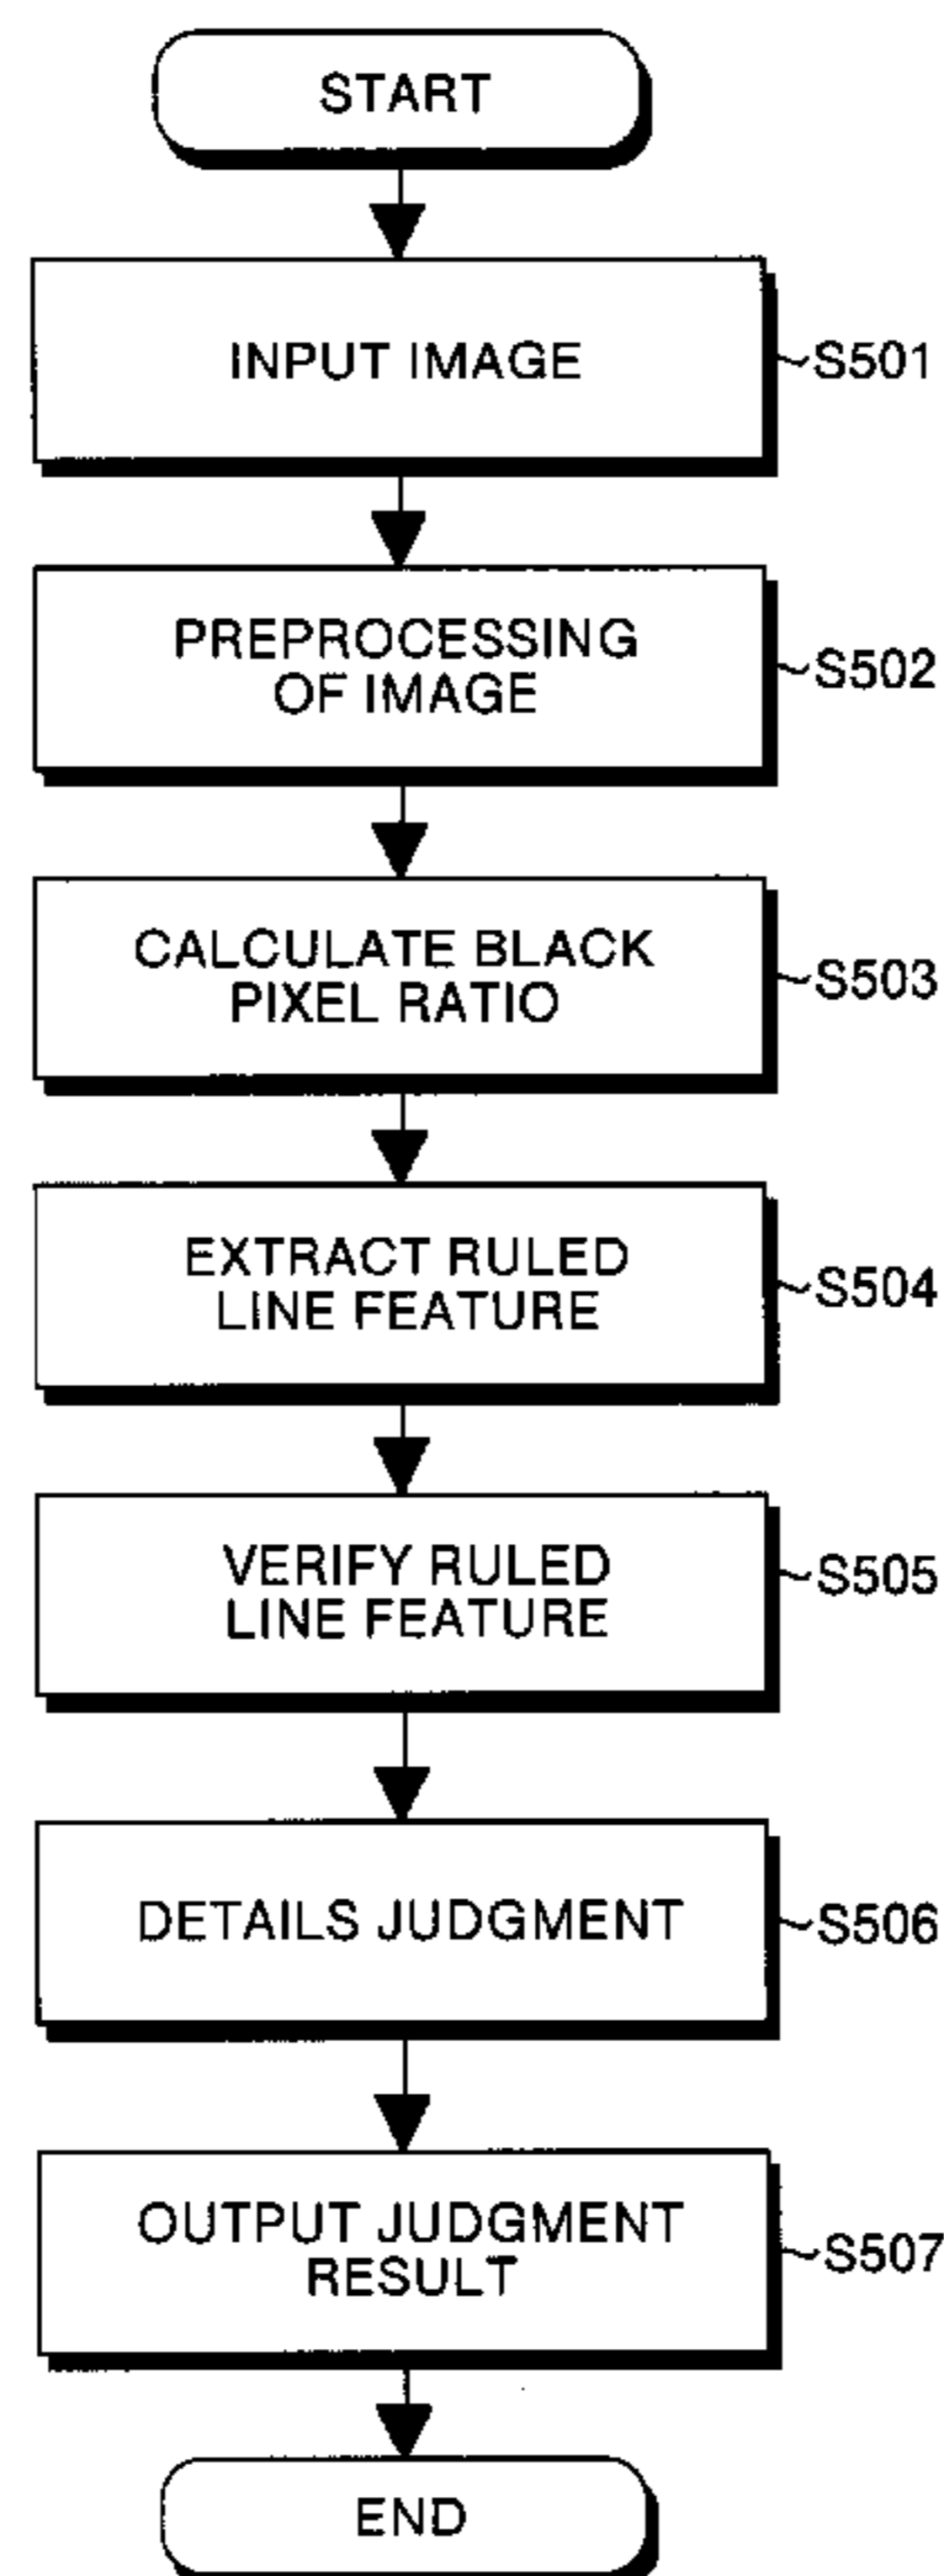 START
INPUT IMAGE
S501
PREPROCESSING
OF IMAGE
S502
CALCULATE BLACK
PIXEL RATIO
S503
EXTRACT RULED
LINE FEATURE
S504
VERIFY RULED
LINE FEATURE
S505
DETAILS JUDGMENT
S506
OUTPUT JUDGMENT
RESULT
S507
END